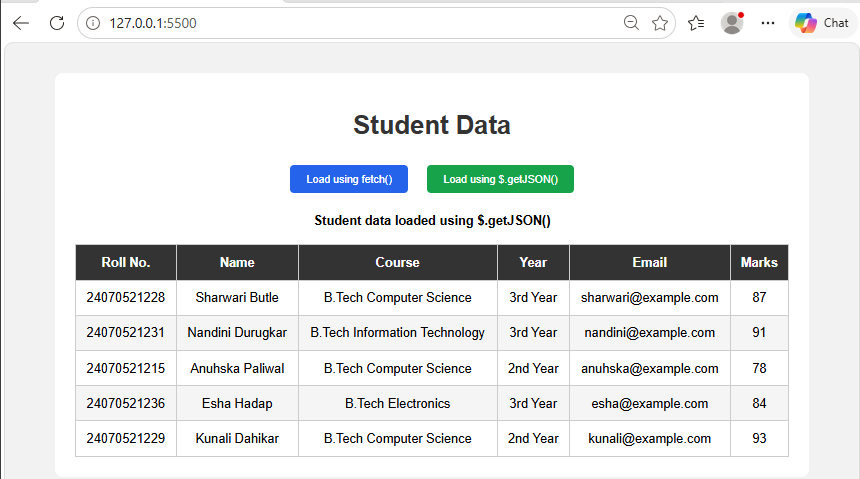 127.0.0.1:5500 Chat
Student Data
Load using fetch() Load using $.getJSON()
Student data loaded using $.getJSON()
Roll No. Name Course Year Email Marks
24070521228 Sharwari Butle B.Tech Computer Science 3rd Year sharwari@example.com 87
24070521231 Nandini Durugkar B.Tech Information Technology 3rd Year nandini@example.com 91
24070521215 Anuhska Paliwal B.Tech Computer Science 2nd Year anuhska@example.com 78
24070521236 Esha Hadap B.Tech Electronics 3rd Year esha@example.com 84
24070521229 Kunali Dahikar B.Tech Computer Science 2nd Year kunali@example.com 93